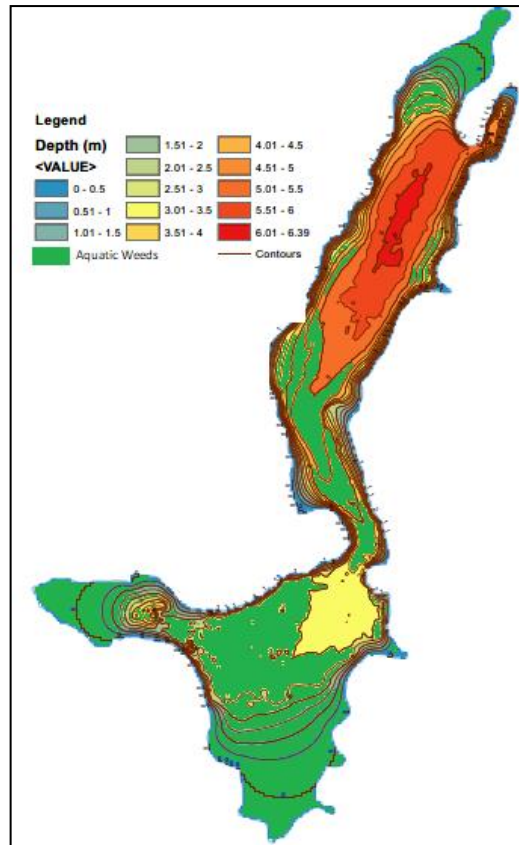 Legend
Depth (m)
<VALUE>
0 - 0.5
0.51 - 1
1.01 - 1.5
1.51 - 2
2.01 - 2.5
2.51 - 3
3.01 - 3.5
3.51 - 4
4.01 - 4.5
4.51 - 5
5.01 - 5.5
5.51 - 6
6.01 - 6.39
Aquatic Weeds
Contours